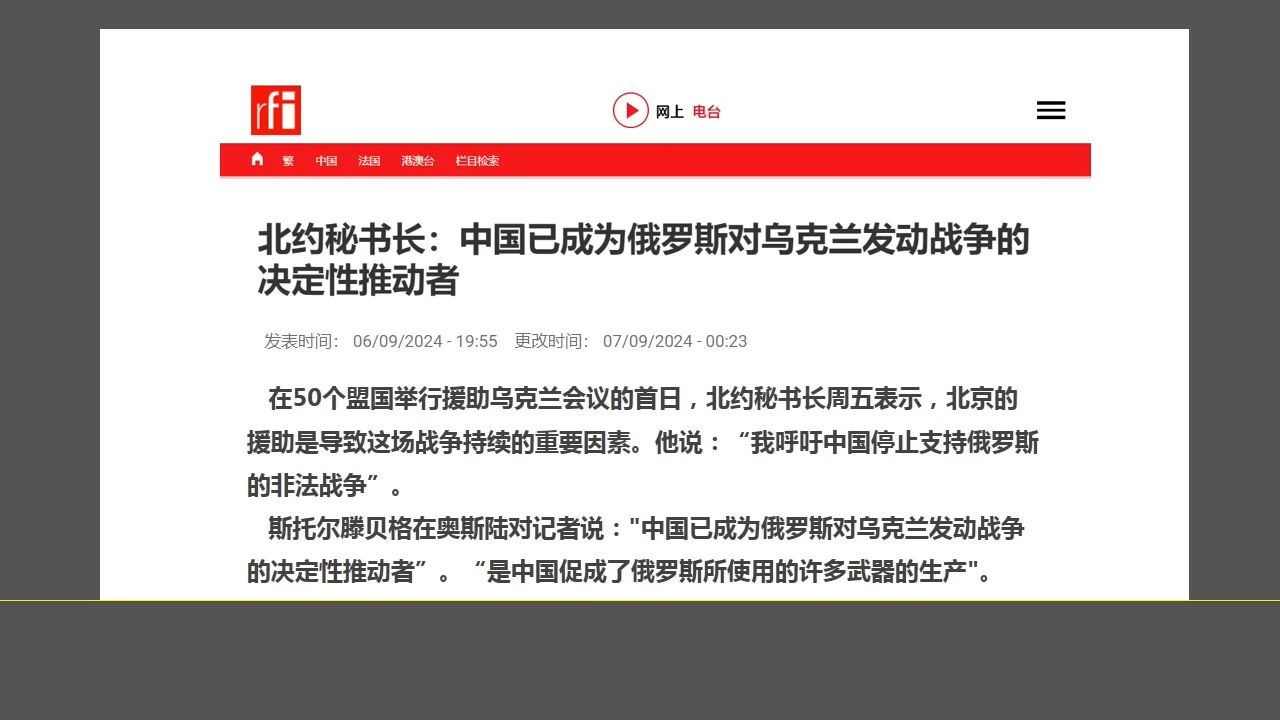 rfi
网上 电台
繁 中国 法国 港澳台 栏目检索
北约秘书长：中国已成为俄罗斯对乌克兰发动战争的
决定性推动者
发表时间： 06/09/2024 - 19:55 更改时间： 07/09/2024 - 00:23
在50个盟国举行援助乌克兰会议的首日，北约秘书长周五表示，北京的
援助是导致这场战争持续的重要因素。他说：“我呼吁中国停止支持俄罗斯
的非法战争”。
斯托尔滕贝格在奥斯陆对记者说："中国已成为俄罗斯对乌克兰发动战争
的决定性推动者”。“是中国促成了俄罗斯所使用的许多武器的生产"。